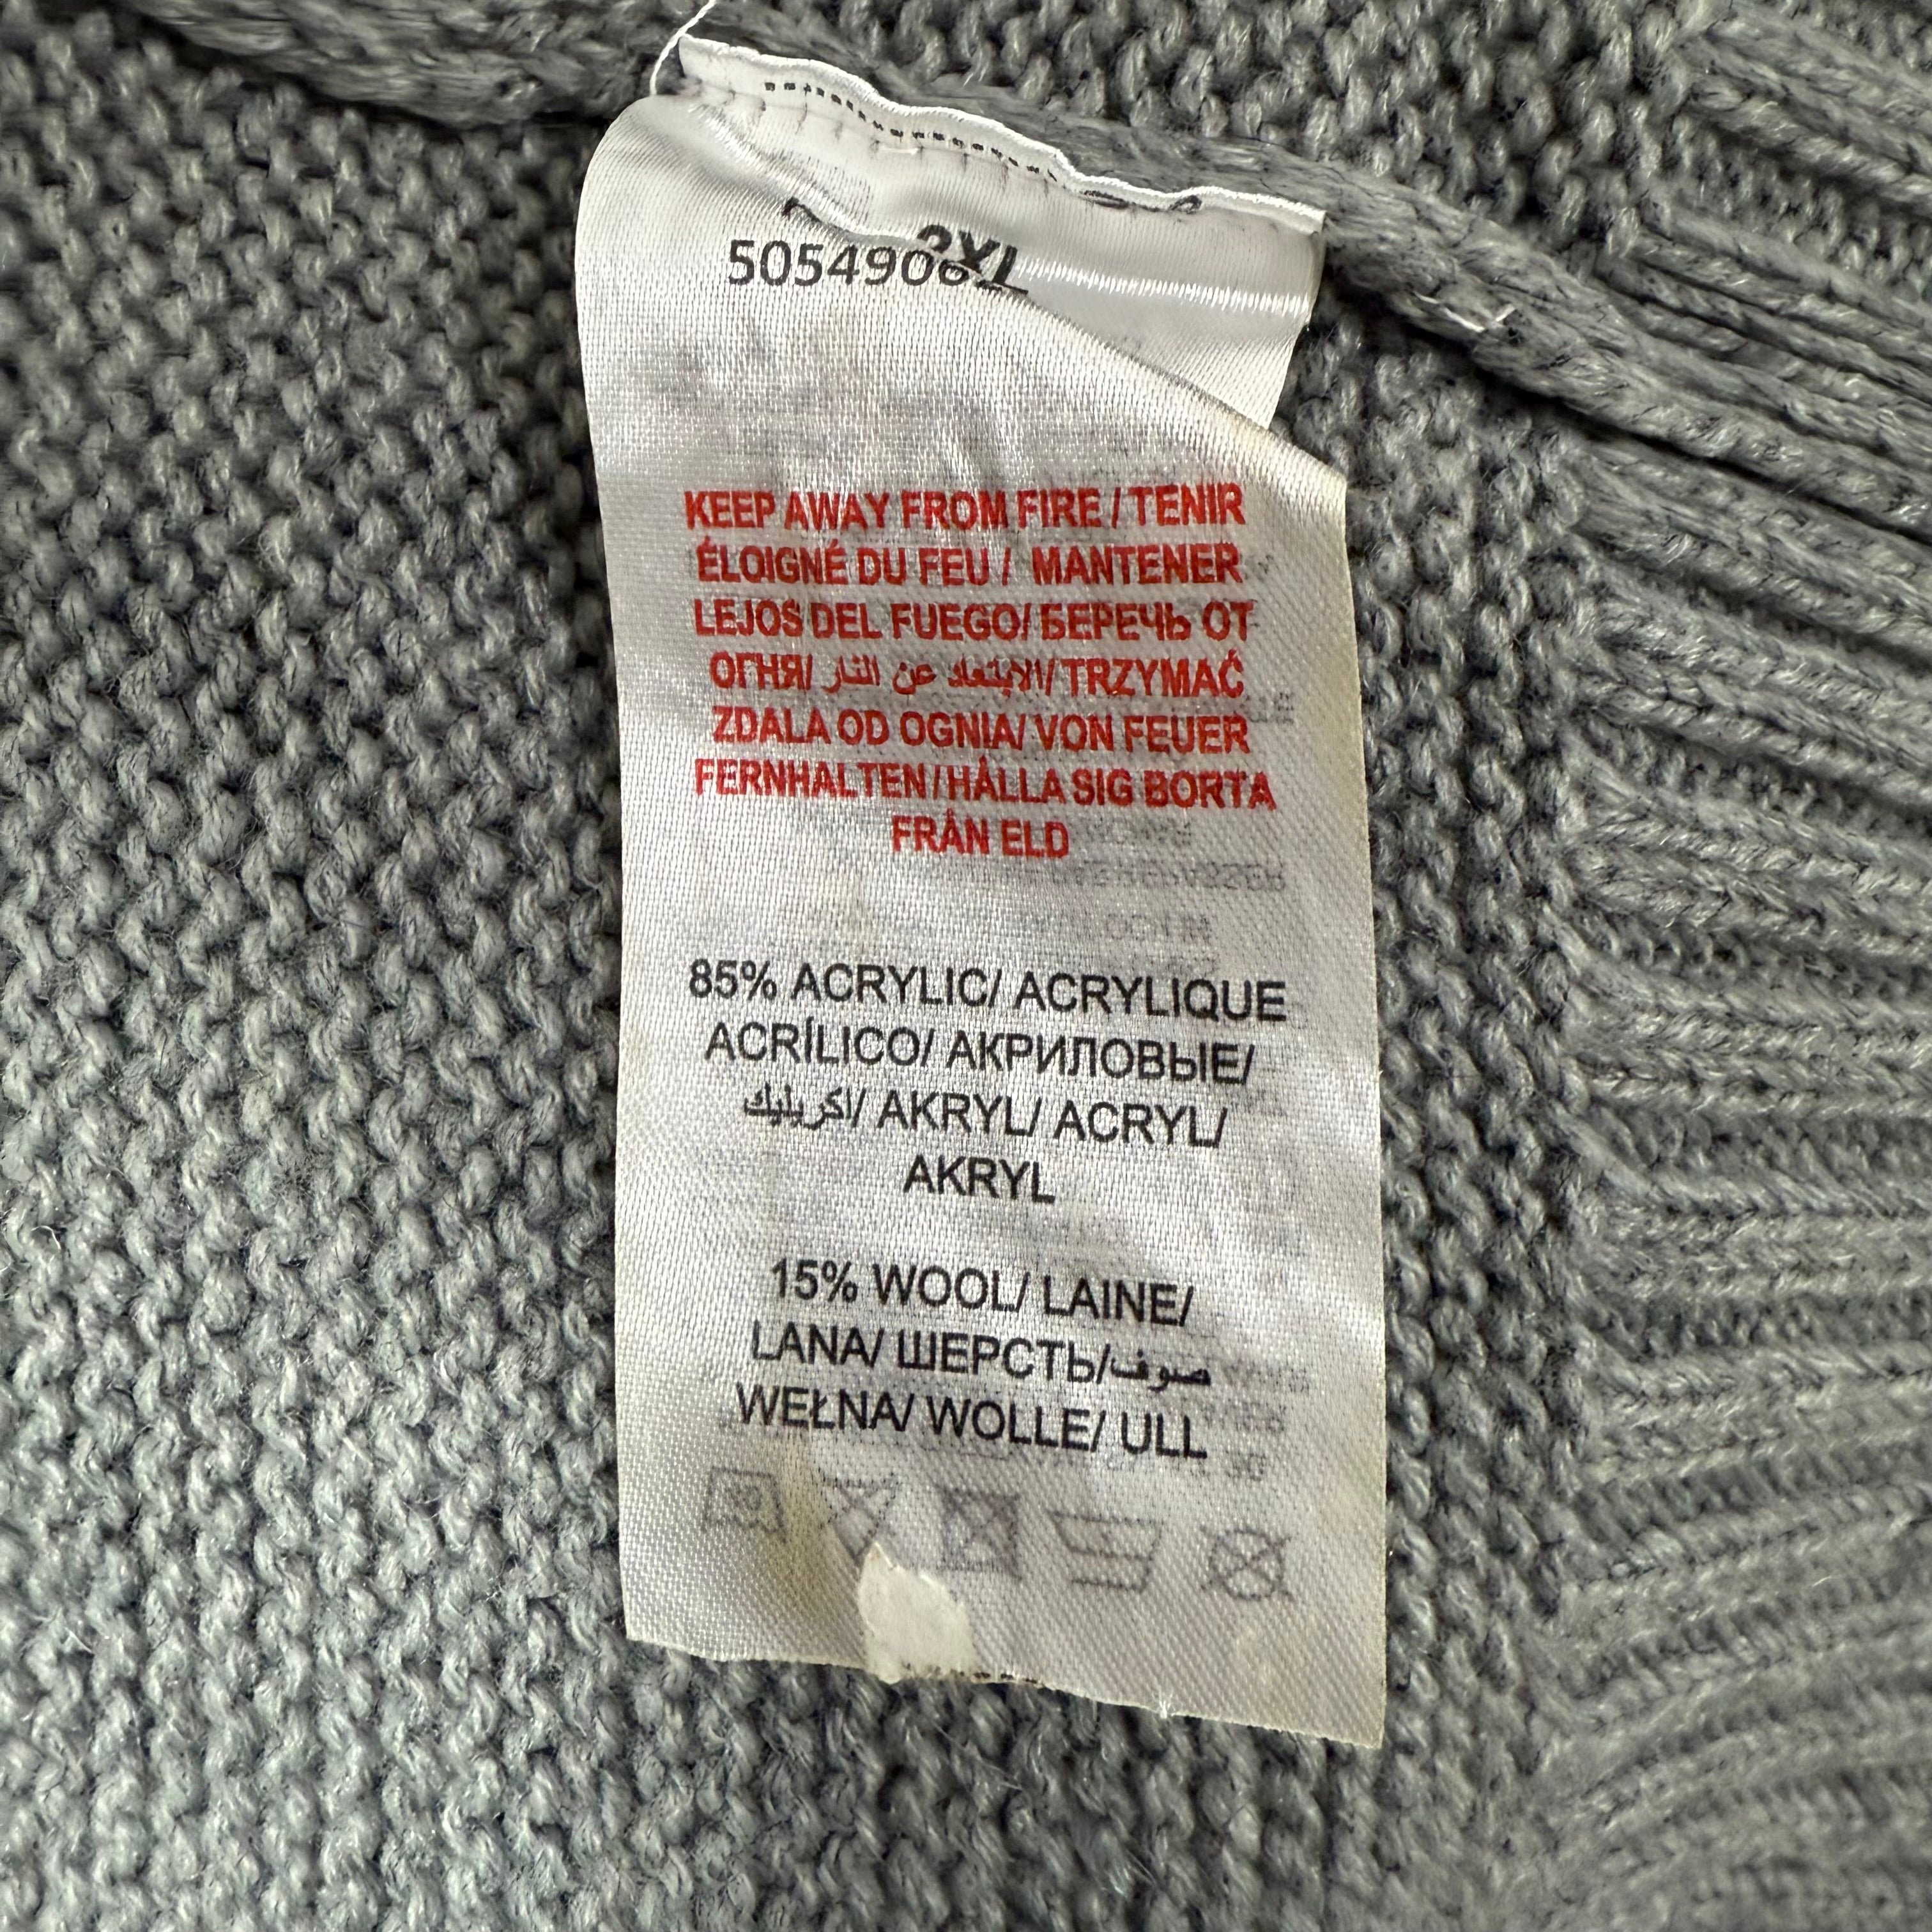 2XL
5054906
KEEP AWAY FROM FIRE / TENIR
ÉLOIGNÉ DU FEU / MANTENER
LEJOS DEL FUEGO/ БЕРЕЧЬ ОТ
ОГНЯ/ الابتعاد عن النار/ TRZYMAĆ
ZDALA OD OGNIA/ VON FEUER
FERNHALTEN / HÅLLA SIG BORTA
FRÅN ELD
85% ACRYLIC/ ACRYLIQUE
ACRÍLICO/ АКРИЛОВЫЕ/
اكريليك/ AKRYL/ ACRYL/
AKRYL
15% WOOL/ LAINE/
LANA/ ШЕРСТЬ/صوف
WEŁNA/ WOLLE/ ULL